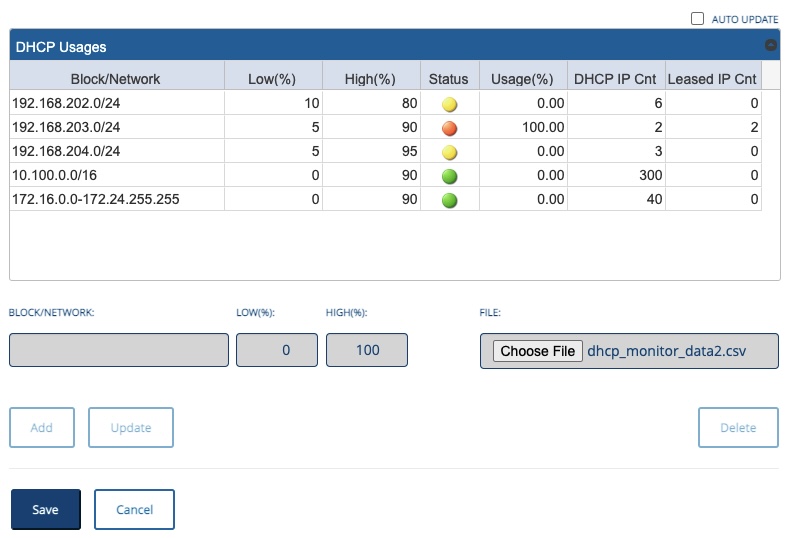 AUTO UPDATE
DHCP Usages
Block/Network Low(%) High(%) Status Usage(%) DHCP IP Cnt Leased IP Cnt
192.168.202.0/24 10 80 0.00 6 0
192.168.203.0/24 5 90 100.00 2 2
192.168.204.0/24 5 95 0.00 3 0
10.100.0.0/16 0 90 0.00 300 0
172.16.0.0-172.24.255.255 0 90 0.00 40 0
BLOCK/NETWORK: LOW(%): HIGH(%): FILE:
0 100 Choose File dhcp_monitor_data2.csv
Add Update Delete
Save Cancel